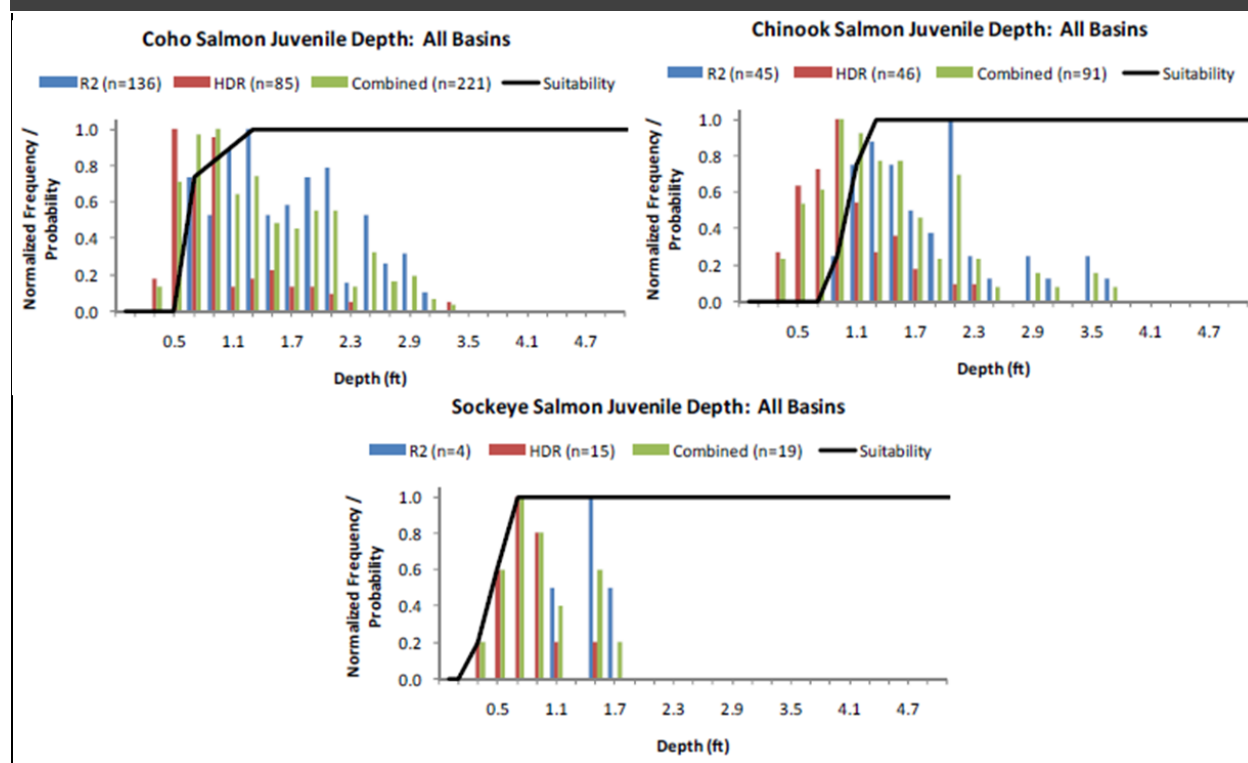 Coho Salmon Juvenile Depth: All Basins
R2 (n=136) HDR (n=85) Combined (n=221) Suitability
Normalized Frequency /
Probability
1.0
0.8
0.6
0.4
0.2
0.0
0.5 1.1 1.7 2.3 2.9 3.5 4.1 4.7
Depth (ft)
Chinook Salmon Juvenile Depth: All Basins
R2 (n=45) HDR (n=46) Combined (n=91) Suitability
Normalized Frequency /
Probability
1.0
0.8
0.6
0.4
0.2
0.0
0.5 1.1 1.7 2.3 2.9 3.5 4.1 4.7
Depth (ft)
Sockeye Salmon Juvenile Depth: All Basins
R2 (n=4) HDR (n=15) Combined (n=19) Suitability
Normalized Frequency /
Probability
1.0
0.8
0.6
0.4
0.2
0.0
0.5 1.1 1.7 2.3 2.9 3.5 4.1 4.7
Depth (ft)